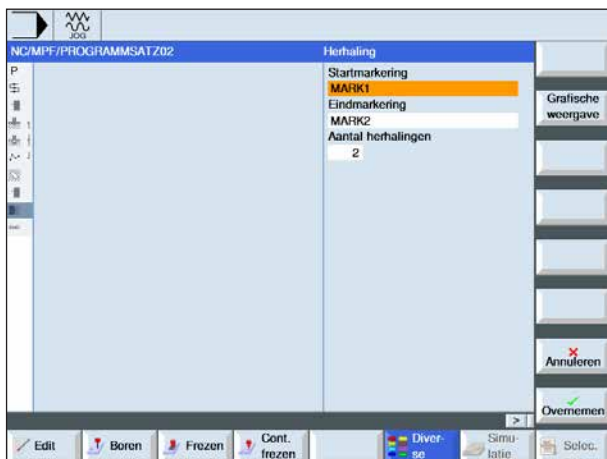 JOG
NC/MPF/PROGRAMMSATZ02
Herhaling
P
Startmarkering
MARK1
Eindmarkering
MARK2
Aantal herhalingen
2
END
Grafische
weergave
Annuleren
Overnemen
>
Edit
Boren
Frezen
Cont.
frezen
Diver-
se
Simu-
latie
Selec.